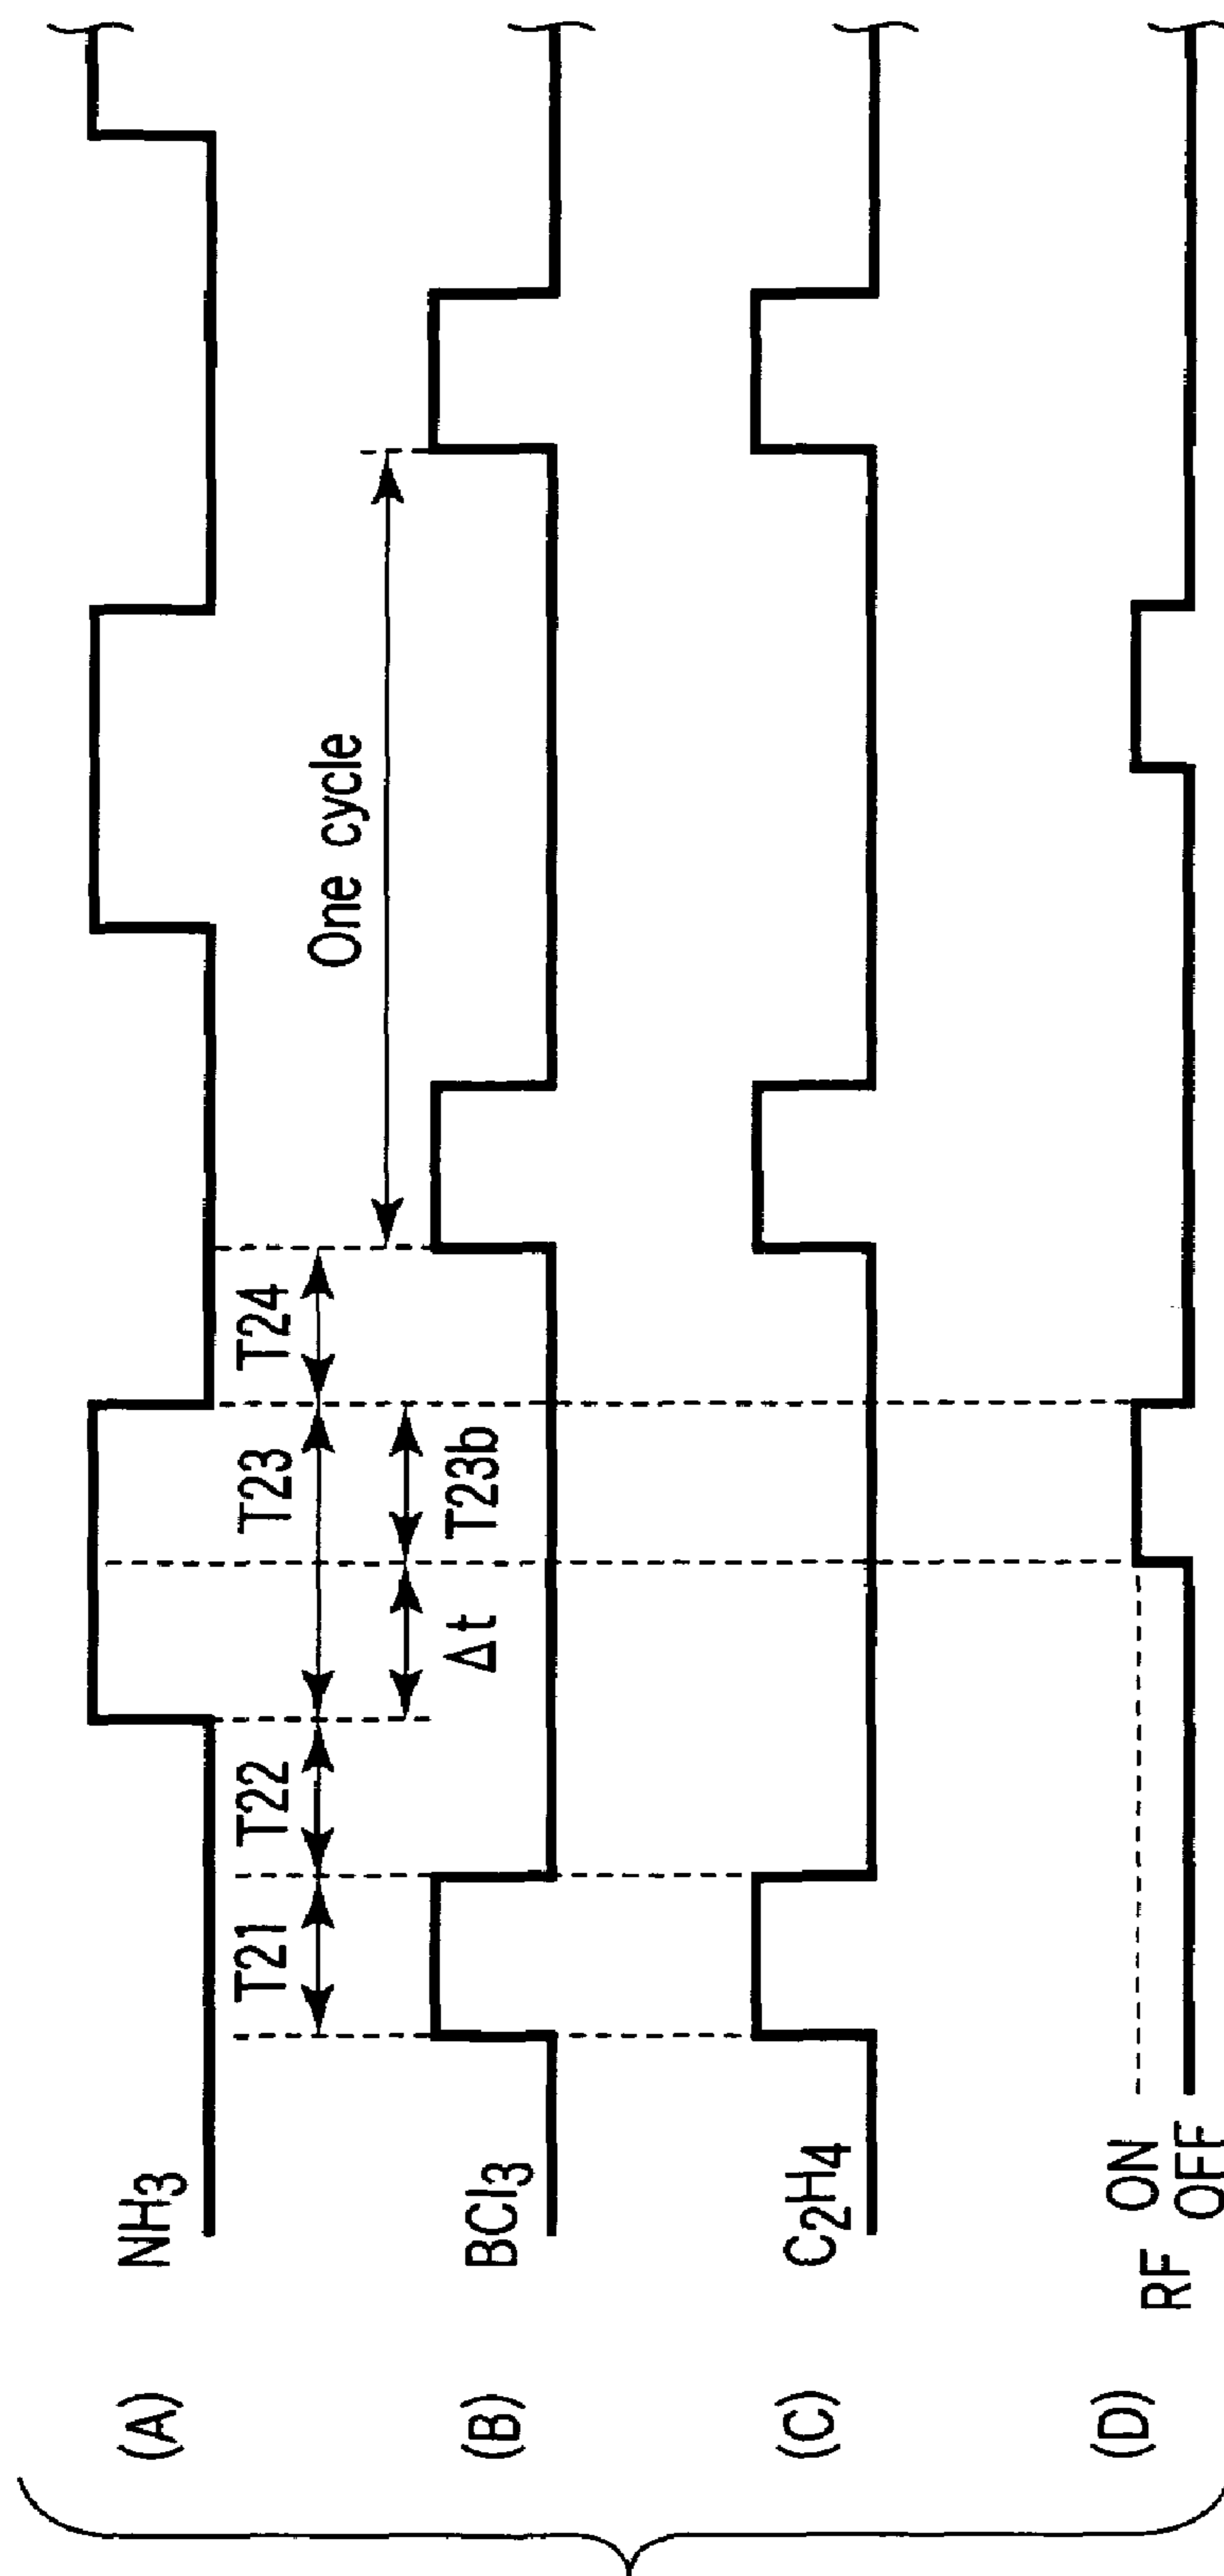 (A)
NH3
T21
T22
T23
T24
Δt
T23b
One cycle
(B)
BCl3
(C)
C2H4
(D)
RF
ON
OFF